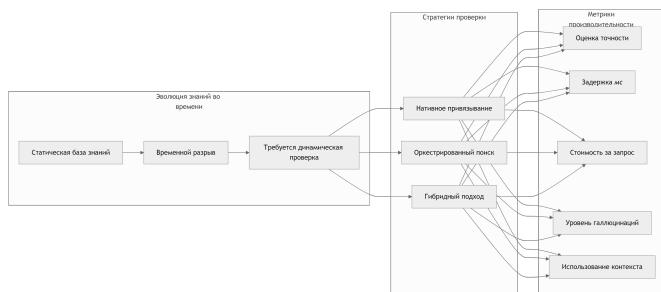 Эволюция знаний во
времени
Статическая база знаний
Временной разрыв
Требуется динамическая
проверка
Стратегии проверки
Нативное привязывание
Оркестрированный поиск
Гибридный подход
Метрики
производительности
Оценка точности
Задержка мс
Стоимость за запрос
Уровень галлюцинаций
Использование контекста